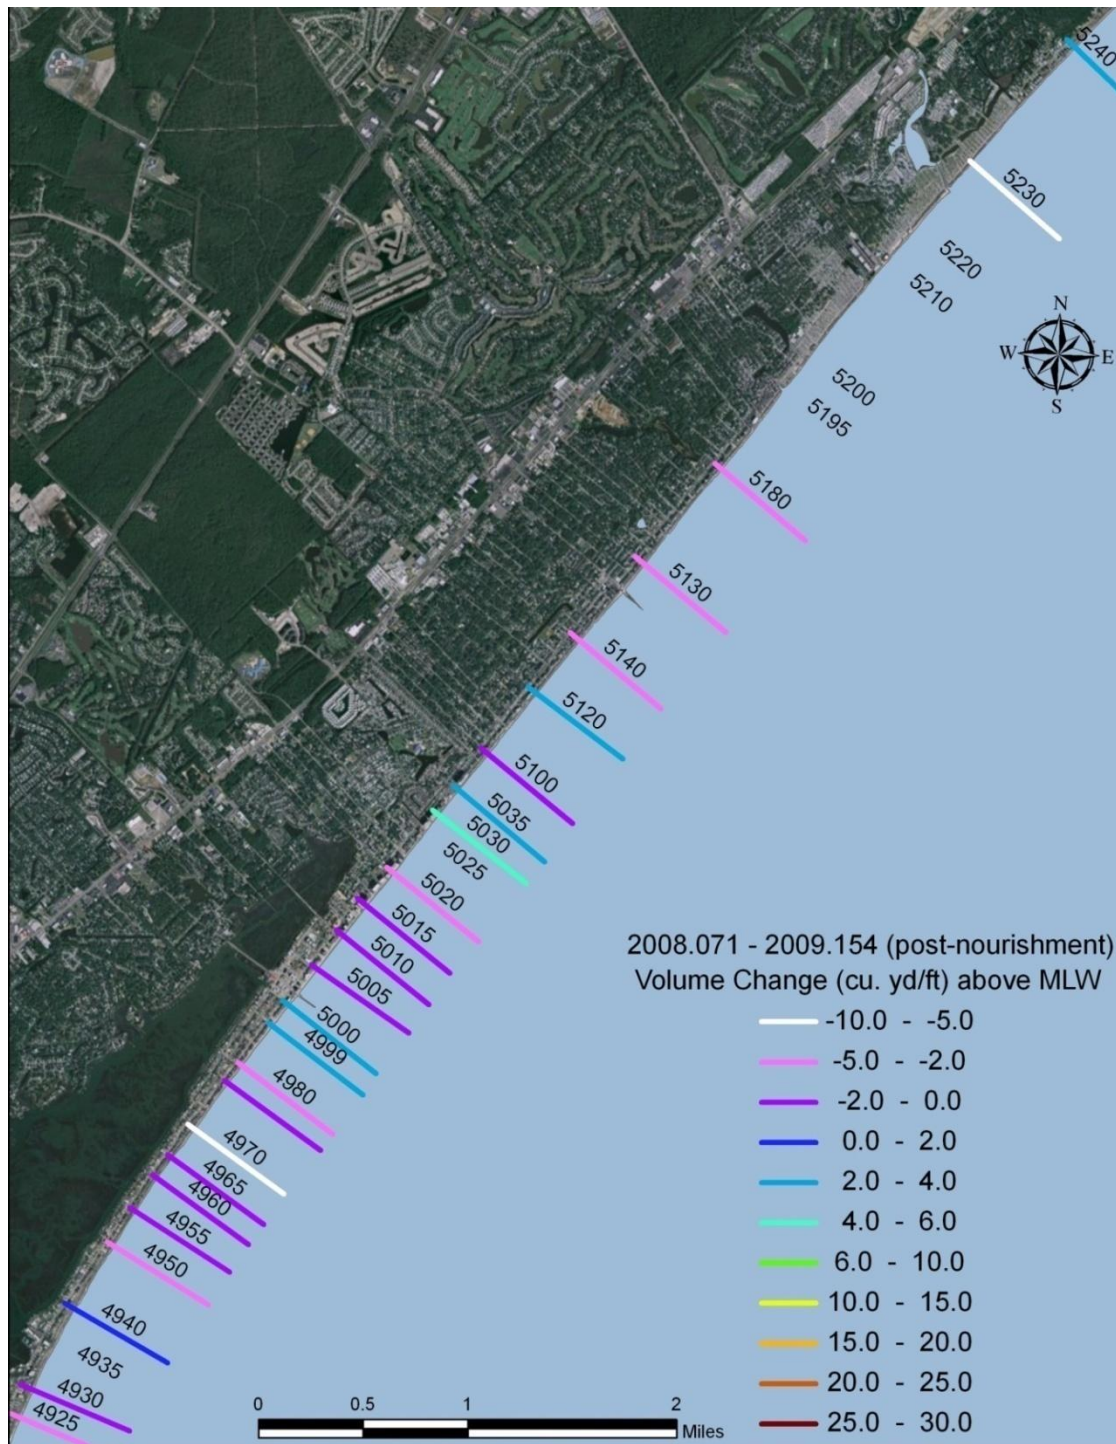 5240
5230
5220
5210
N
W E
S
5200
5195
5180
5130
5140
5120
5100
5035
5030
5025
5020
5015
5010
5005
5000
4999
4980
4970
4965
4960
4955
4950
4940
4935
4930
4925
2008.071 - 2009.154 (post-nourishment)
Volume Change (cu. yd/ft) above MLW
-10.0 - -5.0
-5.0 - -2.0
-2.0 - 0.0
0.0 - 2.0
2.0 - 4.0
4.0 - 6.0
6.0 - 10.0
10.0 - 15.0
15.0 - 20.0
20.0 - 25.0
25.0 - 30.0
0 0.5 1 2
Miles